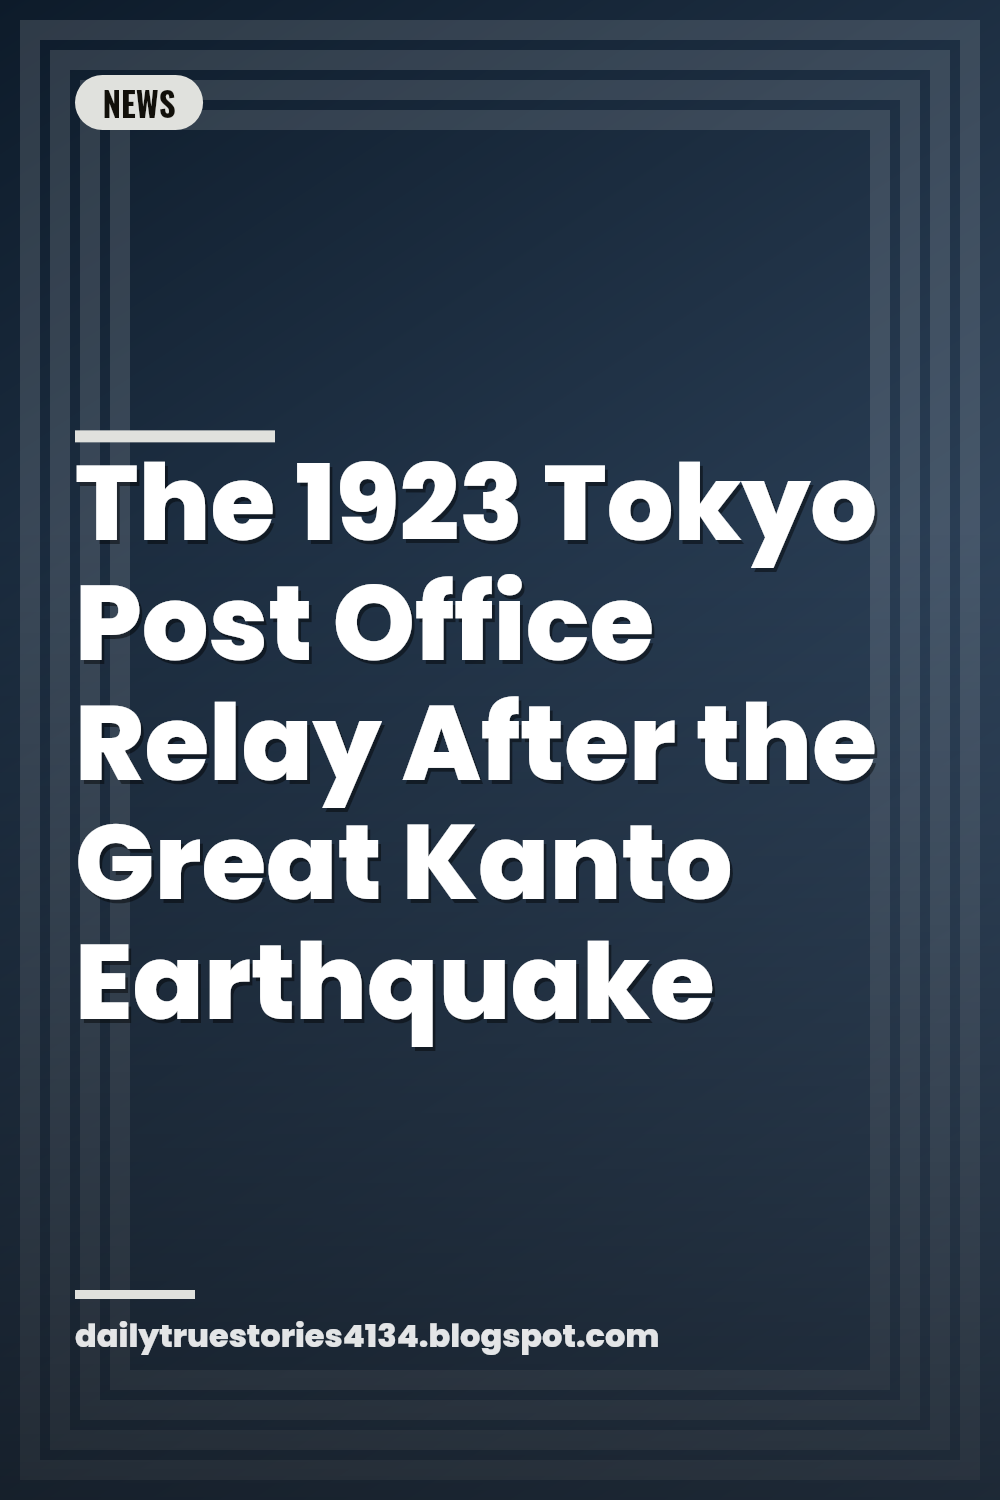 NEWS
The 1923 Tokyo
Post Office
Relay After the
Great Kanto
Earthquake
dailytruestories4134.blogspot.com